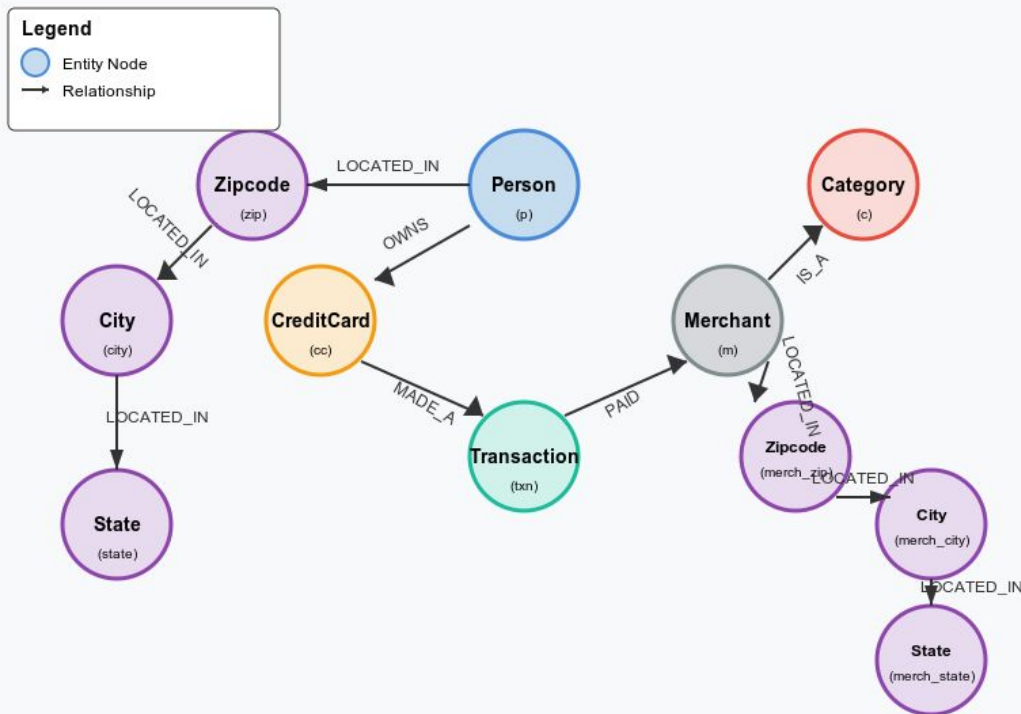 Legend
Entity Node
Relationship
Zipcode
(zip)
LOCATED_IN
Person
(p)
Category
(c)
LOCATED_IN
OWNS
IS_A
City
(city)
CreditCard
(cc)
Merchant
(m)
LOCATED_IN
MADE_A
PAID
LOCATED_IN
Transaction
(txn)
Zipcode
(merch_zip)
LOCATED_IN
State
(state)
City
(merch_city)
LOCATED_IN
State
(merch_state)